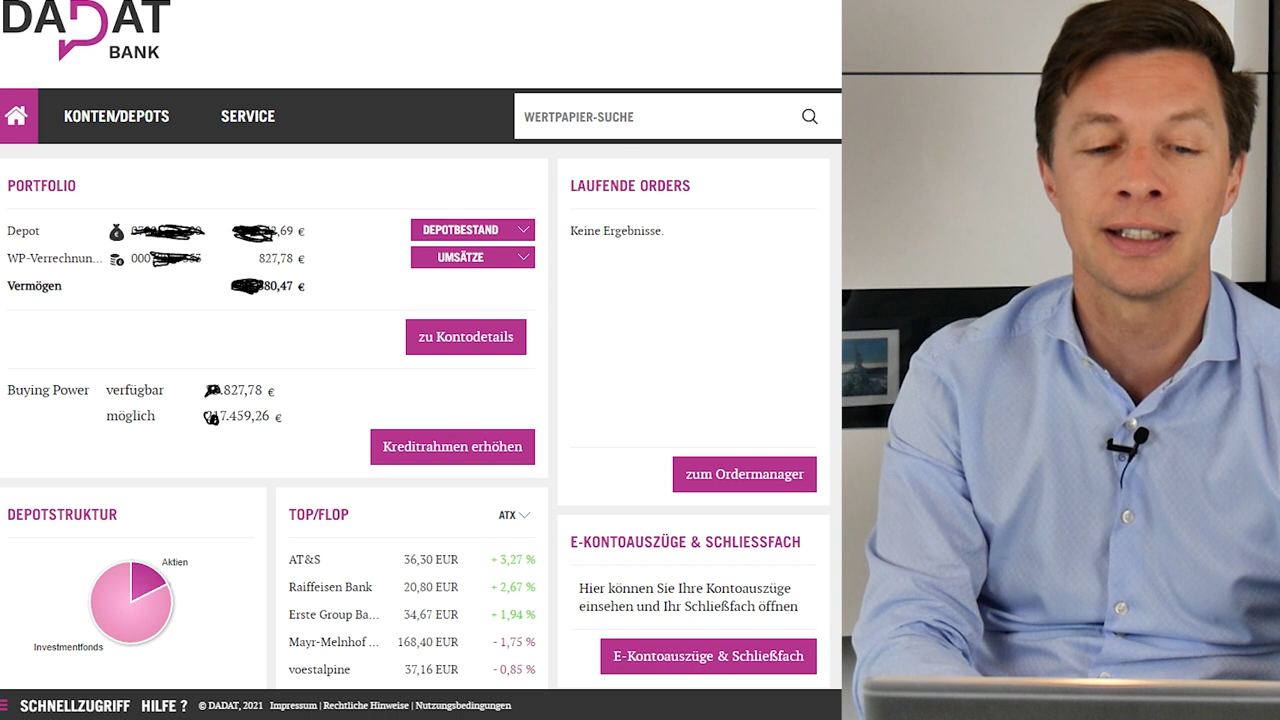 DADAT
BANK
KONTEN/DEPOTS SERVICE WERTPAPIER-SUCHE
PORTFOLIO
Depot ,69 €
WP-Verrechnun... 000 827,78 €
Vermögen 80,47 €
DEPOTBESTAND
UMSÄTZE
zu Kontodetails
Buying Power verfügbar .827,78 €
möglich 17.459,26 €
Kreditrahmen erhöhen
LAUFENDE ORDERS
Keine Ergebnisse.
zum Ordermanager
DEPOTSTRUKTUR
Aktien
Investmentfonds
TOP/FLOP ATX
AT&S 36,30 EUR + 3,27 %
Raiffeisen Bank 20,80 EUR + 2,67 %
Erste Group Ba... 34,67 EUR + 1,94 %
Mayr-Melnhof ... 168,40 EUR - 1,75 %
voestalpine 37,16 EUR - 0,85 %
E-KONTOAUSZÜGE & SCHLIESSFACH
Hier können Sie Ihre Kontoauszüge
einsehen und Ihr Schließfach öffnen
E-Kontoauszüge & Schließfach
SCHNELLZUGRIFF HILFE ? © DADAT, 2021 Impressum | Rechtliche Hinweise | Nutzungsbedingungen